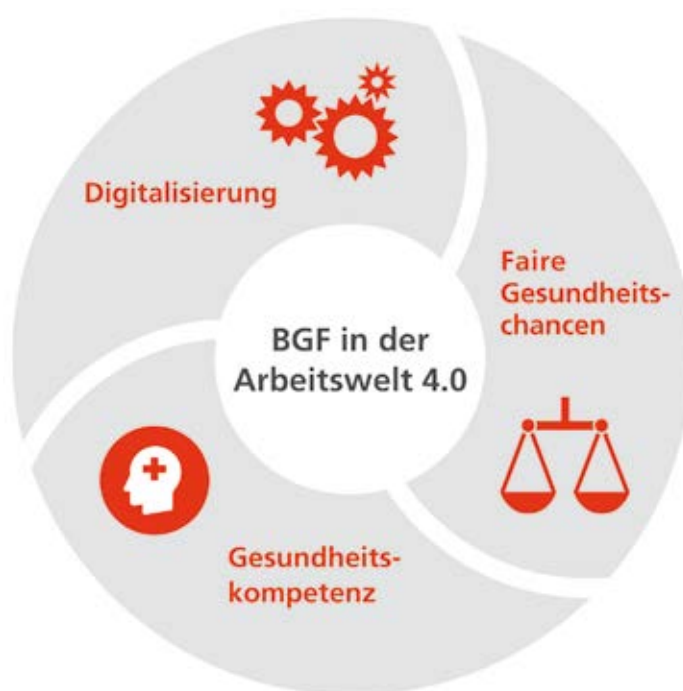 Digitalisierung
Faire
Gesundheits-
chancen
BGF in der
Arbeitswelt 4.0
Gesundheits-
kompetenz